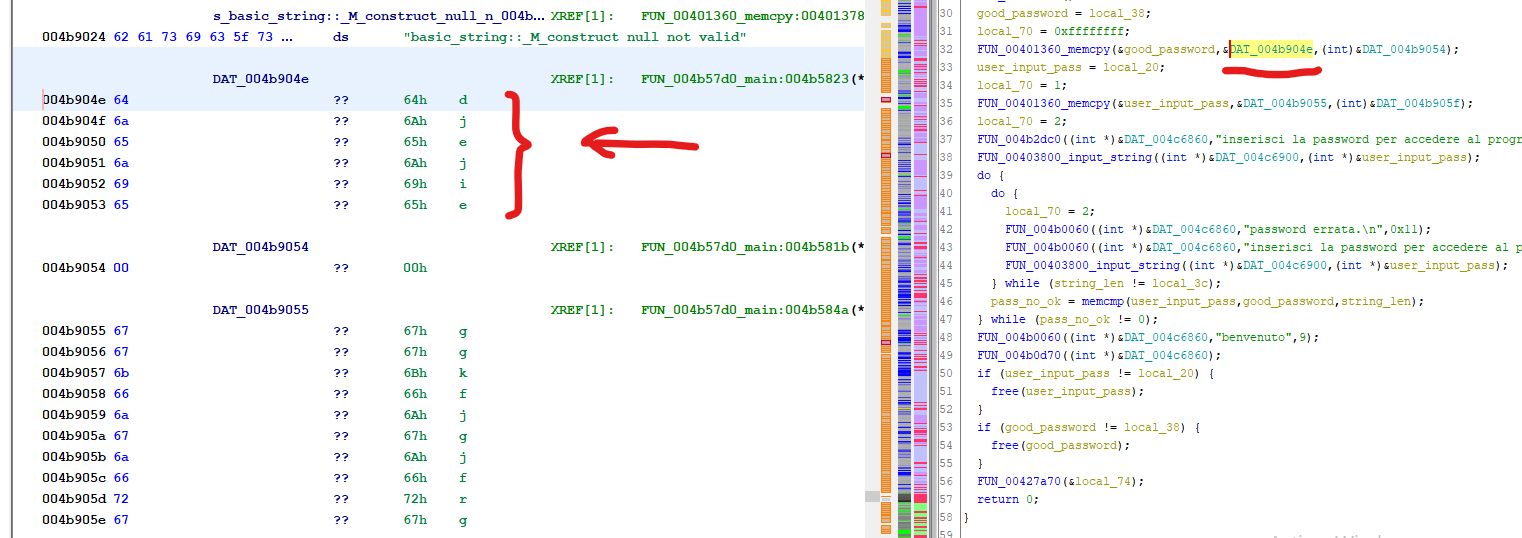 s_basic_string::_M_construct_null_n_004b... XREF[1]: FUN_00401360_memcpy:00401378
004b9024 62 61 73 69 63 5f 73 ... ds "basic_string::_M_construct null not valid"
DAT_004b904e XREF[1]: FUN_004b57d0_main:004b5823(*
004b904e 64 ?? 64h d
004b904f 6a ?? 6Ah j
004b9050 65 ?? 65h e
004b9051 6a ?? 6Ah j
004b9052 69 ?? 69h i
004b9053 65 ?? 65h e
DAT_004b9054 XREF[1]: FUN_004b57d0_main:004b581b(*
004b9054 00 ?? 00h
DAT_004b9055 XREF[1]: FUN_004b57d0_main:004b584a(*
004b9055 67 ?? 67h g
004b9056 67 ?? 67h g
004b9057 6b ?? 6Bh k
004b9058 66 ?? 66h f
004b9059 6a ?? 6Ah j
004b905a 67 ?? 67h g
004b905b 6a ?? 6Ah j
004b905c 66 ?? 66h f
004b905d 72 ?? 72h r
004b905e 67 ?? 67h g
30 good_password = local_38;
31 local_70 = 0xffffffff;
32 FUN_00401360_memcpy(&good_password,&DAT_004b904e,(int)&DAT_004b9054);
33 user_input_pass = local_20;
34 local_70 = 1;
35 FUN_00401360_memcpy(&user_input_pass,&DAT_004b9055,(int)&DAT_004b905f);
36 local_70 = 2;
37 FUN_004b2dc0((int *)&DAT_004c6860,"inserisci la password per accedere al progr
38 FUN_00403800_input_string((int *)&DAT_004c6900,(int *)&user_input_pass);
39 do {
40 do {
41 local_70 = 2;
42 FUN_004b0060((int *)&DAT_004c6860,"password errata.\n",0x11);
43 FUN_004b0060((int *)&DAT_004c6860,"inserisci la password per accedere al p
44 FUN_00403800_input_string((int *)&DAT_004c6900,(int *)&user_input_pass);
45 } while (string_len != local_3c);
46 pass_no_ok = memcmp(user_input_pass,good_password,string_len);
47 } while (pass_no_ok != 0);
48 FUN_004b0060((int *)&DAT_004c6860,"benvenuto",9);
49 FUN_004b0d70((int *)&DAT_004c6860);
50 if (user_input_pass != local_20) {
51 free(user_input_pass);
52 }
53 if (good_password != local_38) {
54 free(good_password);
55 }
56 FUN_00427a70(&local_74);
57 return 0;
58 }
59